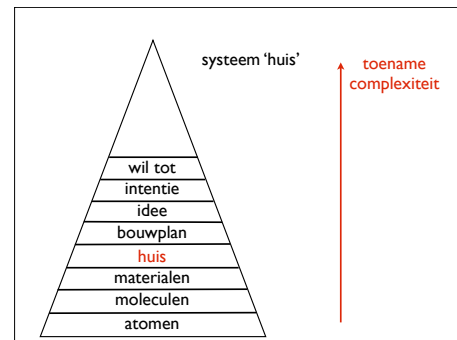 systeem ‘huis’
toename
complexiteit
wil tot
intentie
idee
bouwplan
huis
materialen
moleculen
atomen